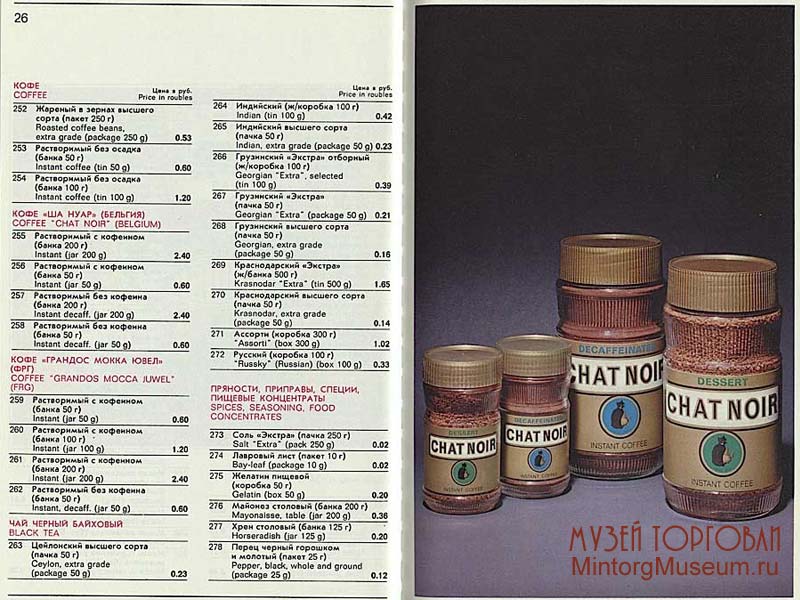 26
КОФЕ
COFFEE
Цена в руб.
Price in roubles
252 Жареный в зернах высшего
сорта (пакет 250 г)
Roasted coffee beans,
extra grade (package 250 g) 0.53
253 Растворимый без осадка
(банка 50 г)
Instant coffee (tin 50 g) 0.60
254 Растворимый без осадка
(банка 100 г)
Instant coffee (tin 100 g) 1.20
КОФЕ «ША НУАР» (БЕЛЬГИЯ)
COFFEE "CHAT NOIR" (BELGIUM)
255 Растворимый с кофеином
(банка 200 г)
Instant (jar 200 g) 2.40
256 Растворимый с кофеином
(банка 50 г)
Instant (jar 50 g) 0.60
257 Растворимый без кофеина
(банка 200 г)
Instant decaff. (jar 200 g) 2.40
258 Растворимый без кофеина
(банка 50 г)
Instant decaff. (jar 50 g) 0.60
КОФЕ «ГРАНДОС МОККА ЮВЕЛ»
(ФРГ)
COFFEE "GRANDOS MOCCA JUWEL"
(FRG)
259 Растворимый с кофеином
(банка 50 г)
Instant (jar 50 g) 0.60
260 Растворимый с кофеином
(банка 100 г)
Instant (jar 100 g) 1.20
261 Растворимый с кофеином
(банка 200 г)
Instant (jar 200 g) 2.40
262 Растворимый без кофеина
(банка 50 г)
Instant, decaff. (jar 50 g) 0.60
ЧАЙ ЧЕРНЫЙ БАЙХОВЫЙ
BLACK TEA
263 Цейлонский высшего сорта
(пачка 50 г)
Ceylon, extra grade
(package 50 g) 0.23
Цена в руб.
Price in roubles
264 Индийский (ж/коробка 100 г)
Indian (tin 100 g) 0.42
265 Индийский высшего сорта
(пачка 50 г)
Indian, extra grade (package 50 g) 0.23
266 Грузинский «Экстра» отборный
(ж/коробка 100 г)
Georgian "Extra", selected
(tin 100 g) 0.39
267 Грузинский «Экстра»
(пачка 50 г)
Georgian "Extra" (package 50 g) 0.21
268 Грузинский высшего сорта
(пачка 50 г)
Georgian, extra grade
(package 50 g) 0.16
269 Краснодарский «Экстра»
(ж/банка 500 г)
Krasnodar "Extra" (tin 500 g) 1.65
270 Краснодарский высшего сорта
(пачка 50 г)
Krasnodar, extra grade
(package 50 g) 0.14
271 Ассорти (коробка 300 г)
"Assorti" (box 300 g) 1.02
272 Русский (коробка 100 г)
"Russky" (Russian) (box 100 g) 0.33
ПРЯНОСТИ, ПРИПРАВЫ, СПЕЦИИ,
ПИЩЕВЫЕ КОНЦЕНТРАТЫ
SPICES, SEASONING, FOOD
CONCENTRATES
273 Соль «Экстра» (пачка 250 г)
Salt "Extra" (pack 250 g) 0.02
274 Лавровый лист (пакет 10 г)
Bay-leaf (package 10 g) 0.02
275 Желатин пищевой
(коробка 50 г)
Gelatin (box 50 g) 0.20
276 Майонез столовый (банка 200 г)
Mayonaisse, table (jar 200 g) 0.36
277 Хрен столовый (банка 125 г)
Horseradish (jar 125 g) 0.20
278 Перец черный горошком
и молотый (пакет 25 г)
Pepper, black, whole and ground
(package 25 g) 0.12
DESSERT
CHAT NOIR
INSTANT COFFEE
DECAFFEINATED
CHAT NOIR
INSTANT COFFEE
DECAFFEINATED
CHAT NOIR
INSTANT COFFEE
DESSERT
CHAT NOIR
INSTANT COFFEE
МУЗЕЙ ТОРГОВЛИ
MintorgMuseum.ru